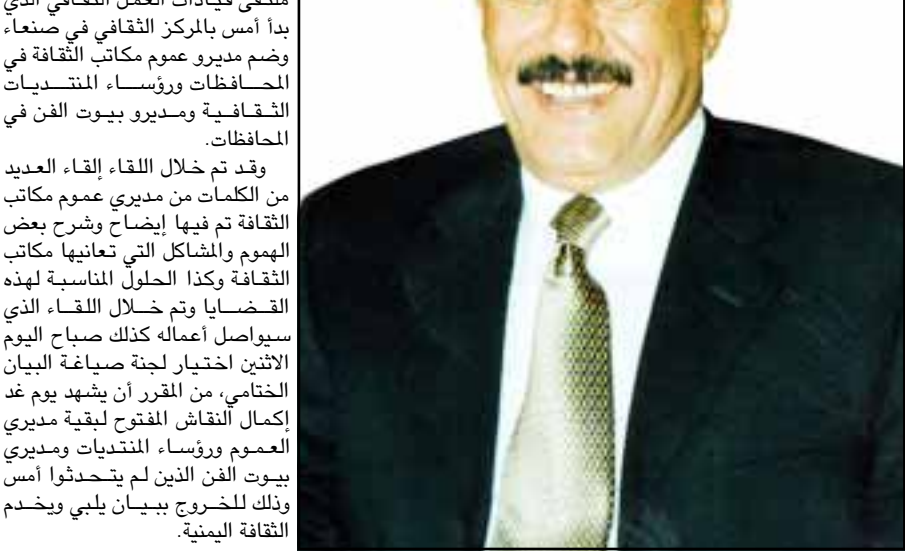 ملتقى قيادات العمل الثقافي الذي
بدأ أمس بالمركز الثقافي في صنعاء
وضم مديرو عموم مكاتب الثقافة في
المحافظات ورؤساء المنتديات
الثقافية ومديرو بيوت الفن في
المحافظات.
وقد تم خلال اللقاء إلقاء العديد
من الكلمات من مديري عموم مكاتب
الثقافة تم فيها إيضاح وشرح بعض
الهموم والمشاكل التي تعانيها مكاتب
الثقافة وكذا الحلول المناسبة لهذه
القضايا وتم خلال اللقاء الذي
سيواصل أعماله كذلك صباح اليوم
الاثنين اختيار لجنة صياغة البيان
الختامي، من المقرر أن يشهد يوم غد
إكمال النقاش المفتوح لبقية مديري
العموم ورؤساء المنتديات ومديري
بيوت الفن الذين لم يتحدثوا أمس
وذلك للخروج ببيان يلبي ويخدم
الثقافة اليمنية.